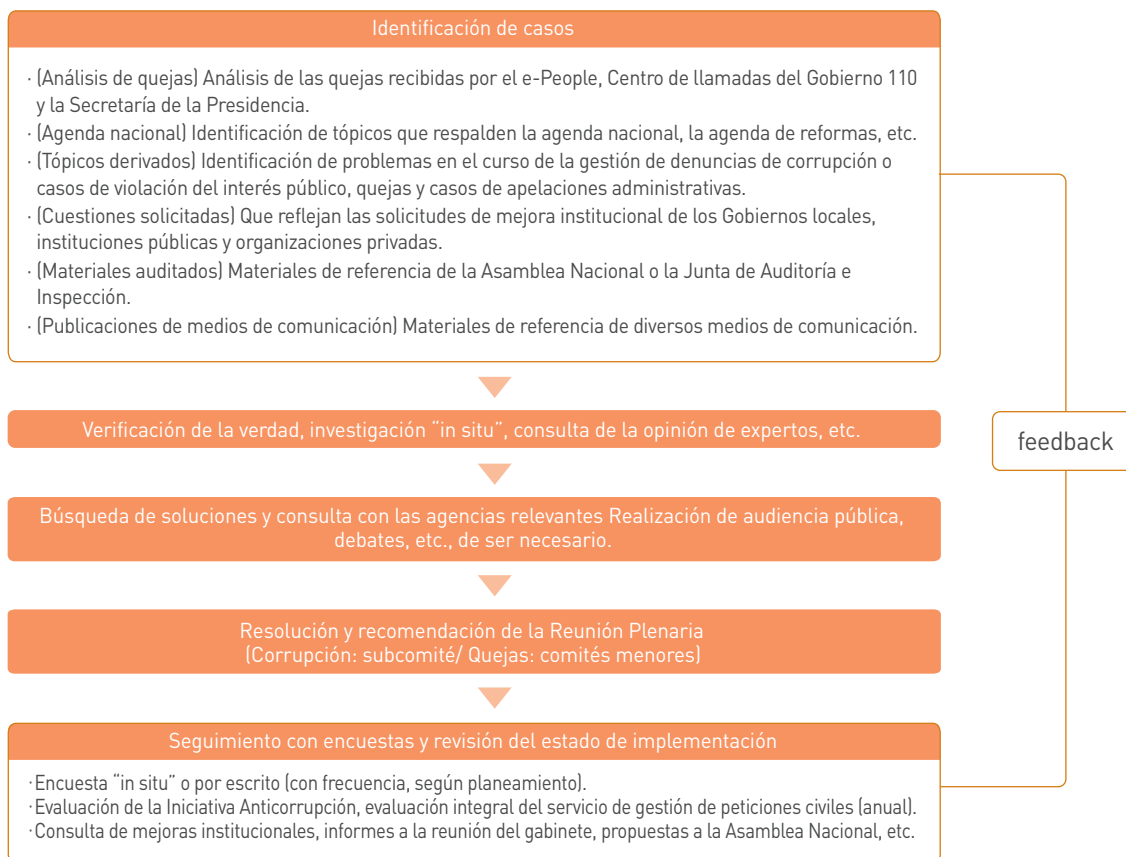 Identificación de casos
· (Análisis de quejas) Análisis de las quejas recibidas por el e-People, Centro de llamadas del Gobierno 110
y la Secretaría de la Presidencia.
· (Agenda nacional) Identificación de tópicos que respalden la agenda nacional, la agenda de reformas, etc.
· (Tópicos derivados) Identificación de problemas en el curso de la gestión de denuncias de corrupción o
casos de violación del interés público, quejas y casos de apelaciones administrativas.
· (Cuestiones solicitadas) Que reflejan las solicitudes de mejora institucional de los Gobiernos locales,
instituciones públicas y organizaciones privadas.
· (Materiales auditados) Materiales de referencia de la Asamblea Nacional o la Junta de Auditoría e
Inspección.
· (Publicaciones de medios de comunicación) Materiales de referencia de diversos medios de comunicación.
Verificación de la verdad, investigación "in situ", consulta de la opinión de expertos, etc.
feedback
Búsqueda de soluciones y consulta con las agencias relevantes Realización de audiencia pública,
debates, etc., de ser necesario.
Resolución y recomendación de la Reunión Plenaria
(Corrupción: subcomité/ Quejas: comités menores)
Seguimiento con encuestas y revisión del estado de implementación
· Encuesta "in situ" o por escrito (con frecuencia, según planeamiento).
· Evaluación de la Iniciativa Anticorrupción, evaluación integral del servicio de gestión de peticiones civiles (anual).
· Consulta de mejoras institucionales, informes a la reunión del gabinete, propuestas a la Asamblea Nacional, etc.